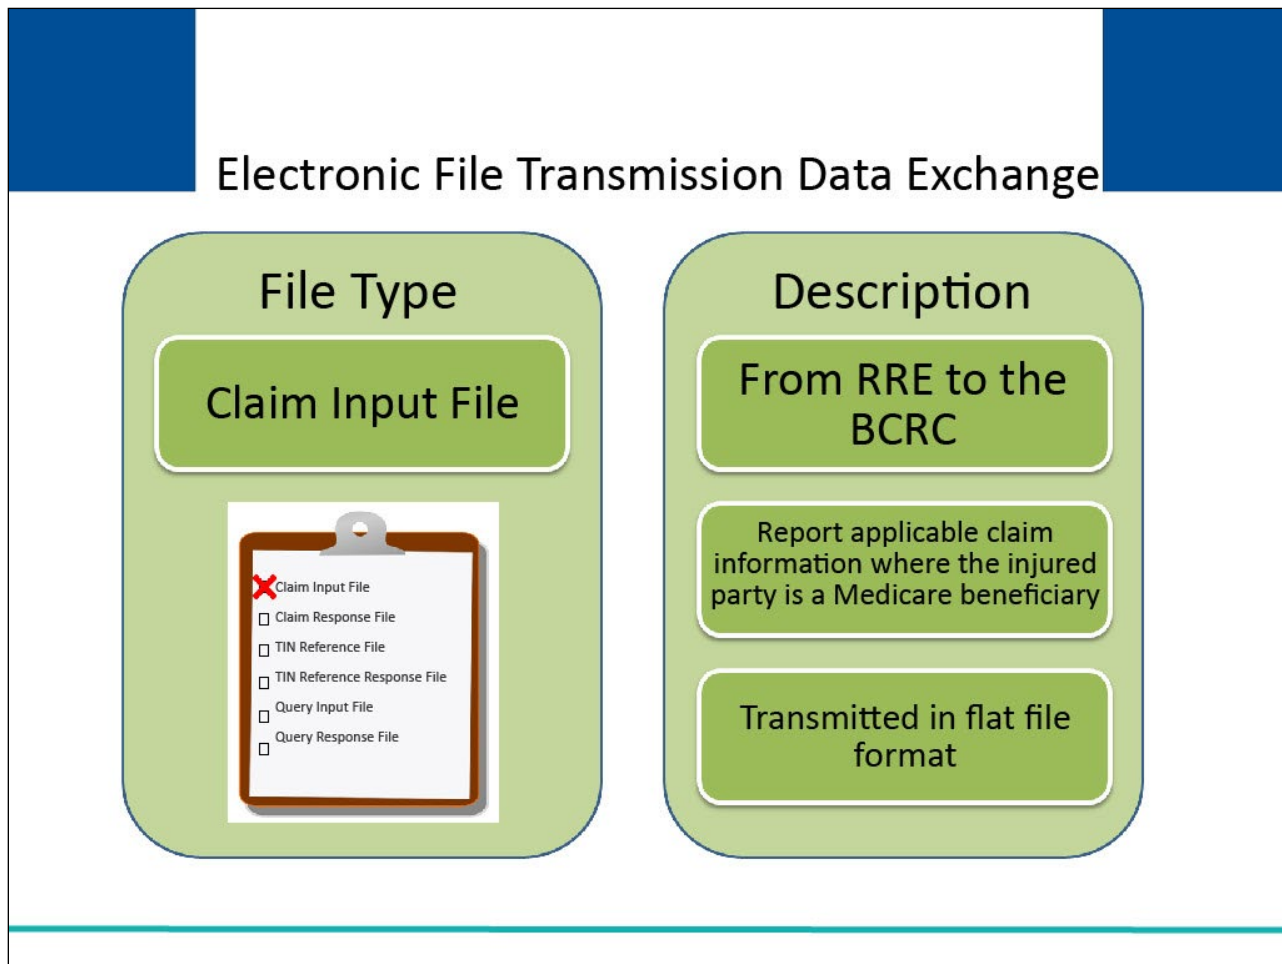 Electronic File Transmission Data Exchange
File Type
Claim Input File
Claim Input File
Claim Response File
TIN Reference File
TIN Reference Response File
Query Input File
Query Response File
Description
From RRE to the
BCRC
Report applicable claim
information where the injured
party is a Medicare beneficiary
Transmitted in flat file
format